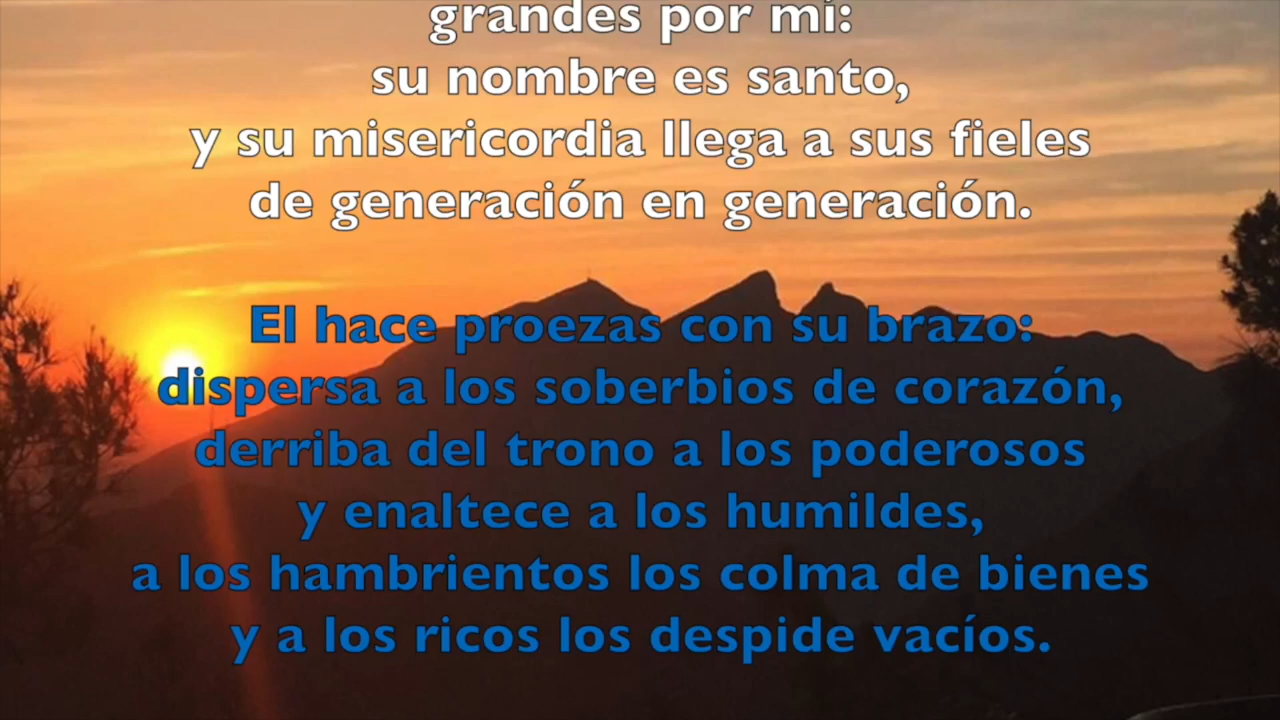 grandes por mí:
su nombre es santo,
y su misericordia llega a sus fieles
de generación en generación.
El hace proezas con su brazo:
dispersa a los soberbios de corazón,
derriba del trono a los poderosos
y enaltece a los humildes,
a los hambrientos los colma de bienes
y a los ricos los despide vacíos.